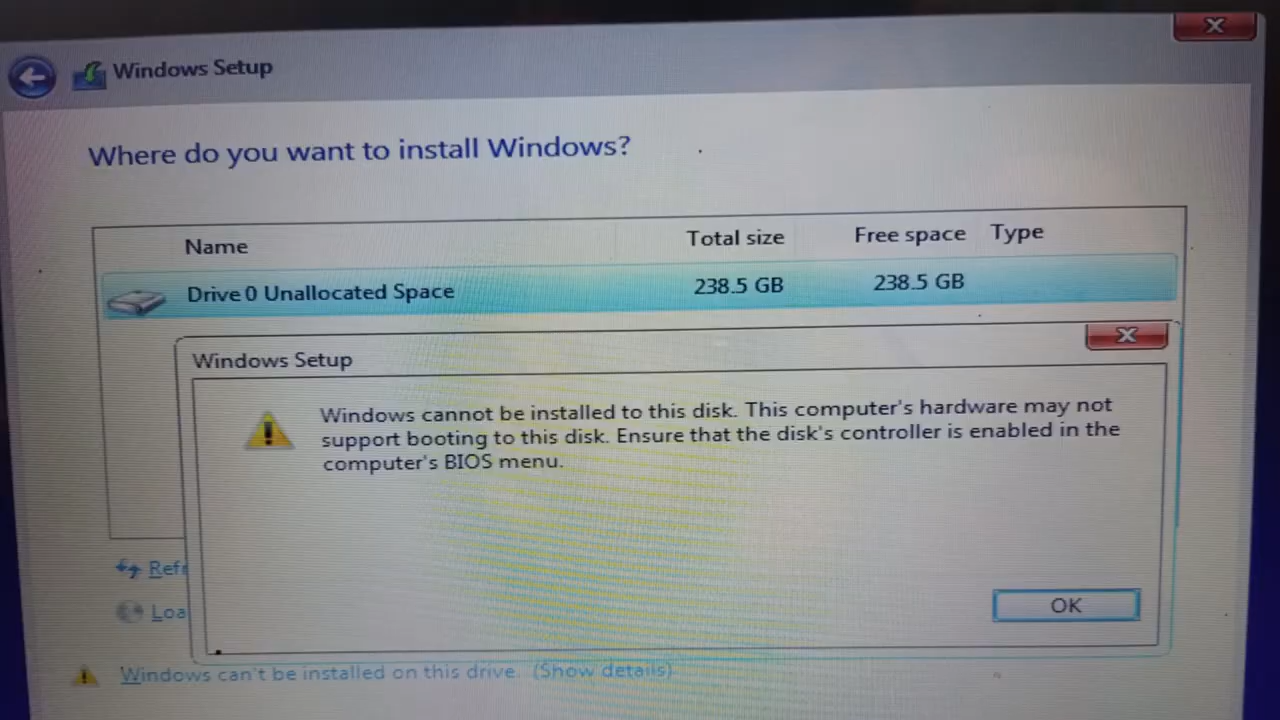 Windows Setup
Where do you want to install Windows?
Name Total size Free space Type
Drive 0 Unallocated Space 238.5 GB 238.5 GB
Windows Setup
Windows cannot be installed to this disk. This computer's hardware may not
support booting to this disk. Ensure that the disk's controller is enabled in the
computer's BIOS menu.
Refr
OK
Loa
Windows can't be installed on this drive. (Show details)